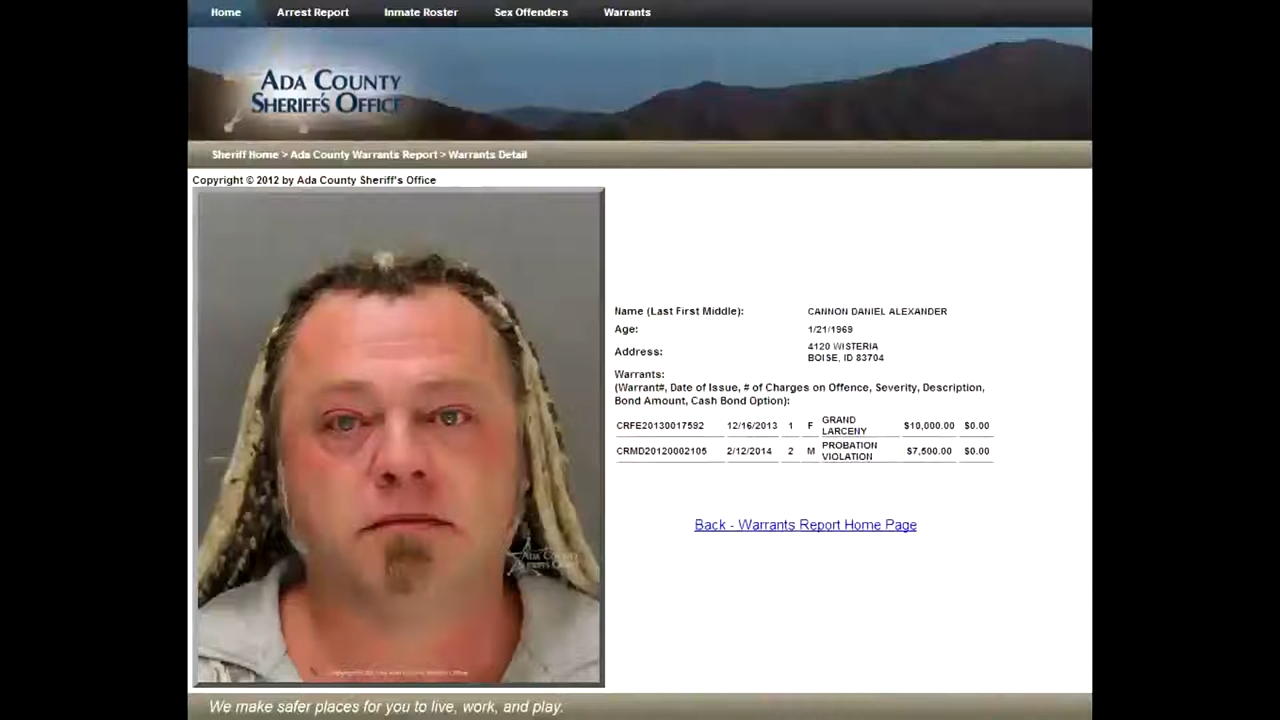 Home Arrest Report Inmate Roster Sex Offenders Warrants
ADA COUNTY
SHERIFF'S OFFICE
Sheriff Home > Ada County Warrants Report > Warrants Detail
Copyright © 2012 by Ada County Sheriff's Office
Name (Last First Middle): CANNON DANIEL ALEXANDER
Age: 1/21/1969
Address: 4120 WISTERIA
BOISE, ID 83704
Warrants:
(Warrant#, Date of Issue, # of Charges on Offence, Severity, Description,
Bond Amount, Cash Bond Option):
CRFE20130017592 12/16/2013 1 F GRAND LARCENY $10,000.00 $0.00
CRMD20120002105 2/12/2014 2 M PROBATION VIOLATION $7,500.00 $0.00
Back - Warrants Report Home Page
ADA COUNTY
SHERIFF'S OFFICE
We make safer places for you to live, work, and play.